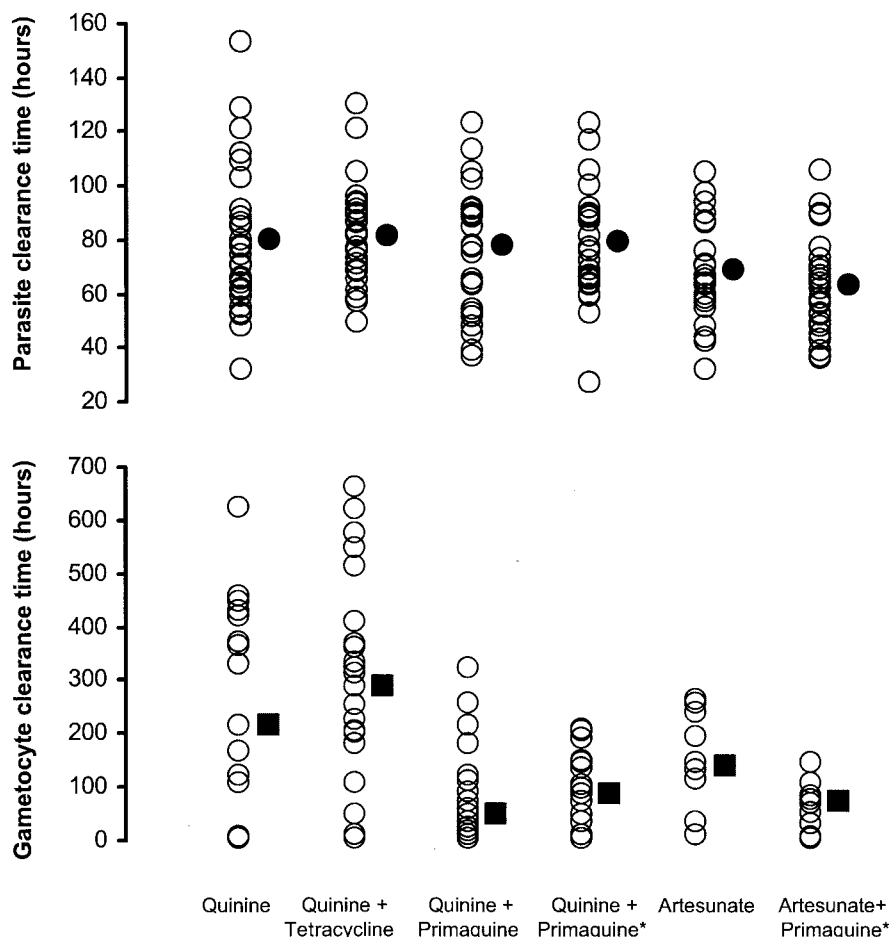 Parasite clearance time (hours)
160
140
120
100
80
60
40
20
Gametocyte clearance time (hours)
700
600
500
400
300
200
100
0
Quinine
Quinine +
Tetracycline
Quinine +
Primaquine
Quinine +
Primaquine*
Artesunate
Artesunate+
Primaquine*